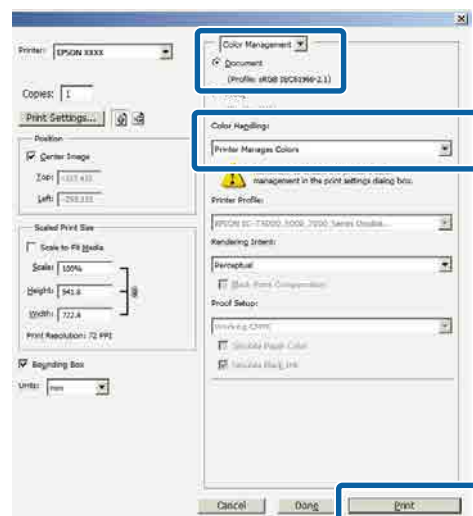 Printer: EPSON XXXX
Copies: 1
Print Settings...
Position
Center Image
Top:
Left:
Scaled Print Size
Scale to Fit Media
Scale: 100%
Height: 941.8
Width: 722.4
Print Resolution: 72 PPI
Bounding Box
Units: mm
Color Management
Document
(Profile: sRGB IEC61966-2.1)
Color Handling:
Printer Manages Colors
management in the print settings dialog box.
Printer Profile:
Rendering Intent:
Perceptual
Black Point Compensation
Proof Setup:
Working CMYK
Simulate Paper Color
Simulate Black Ink
Cancel
Done
Print